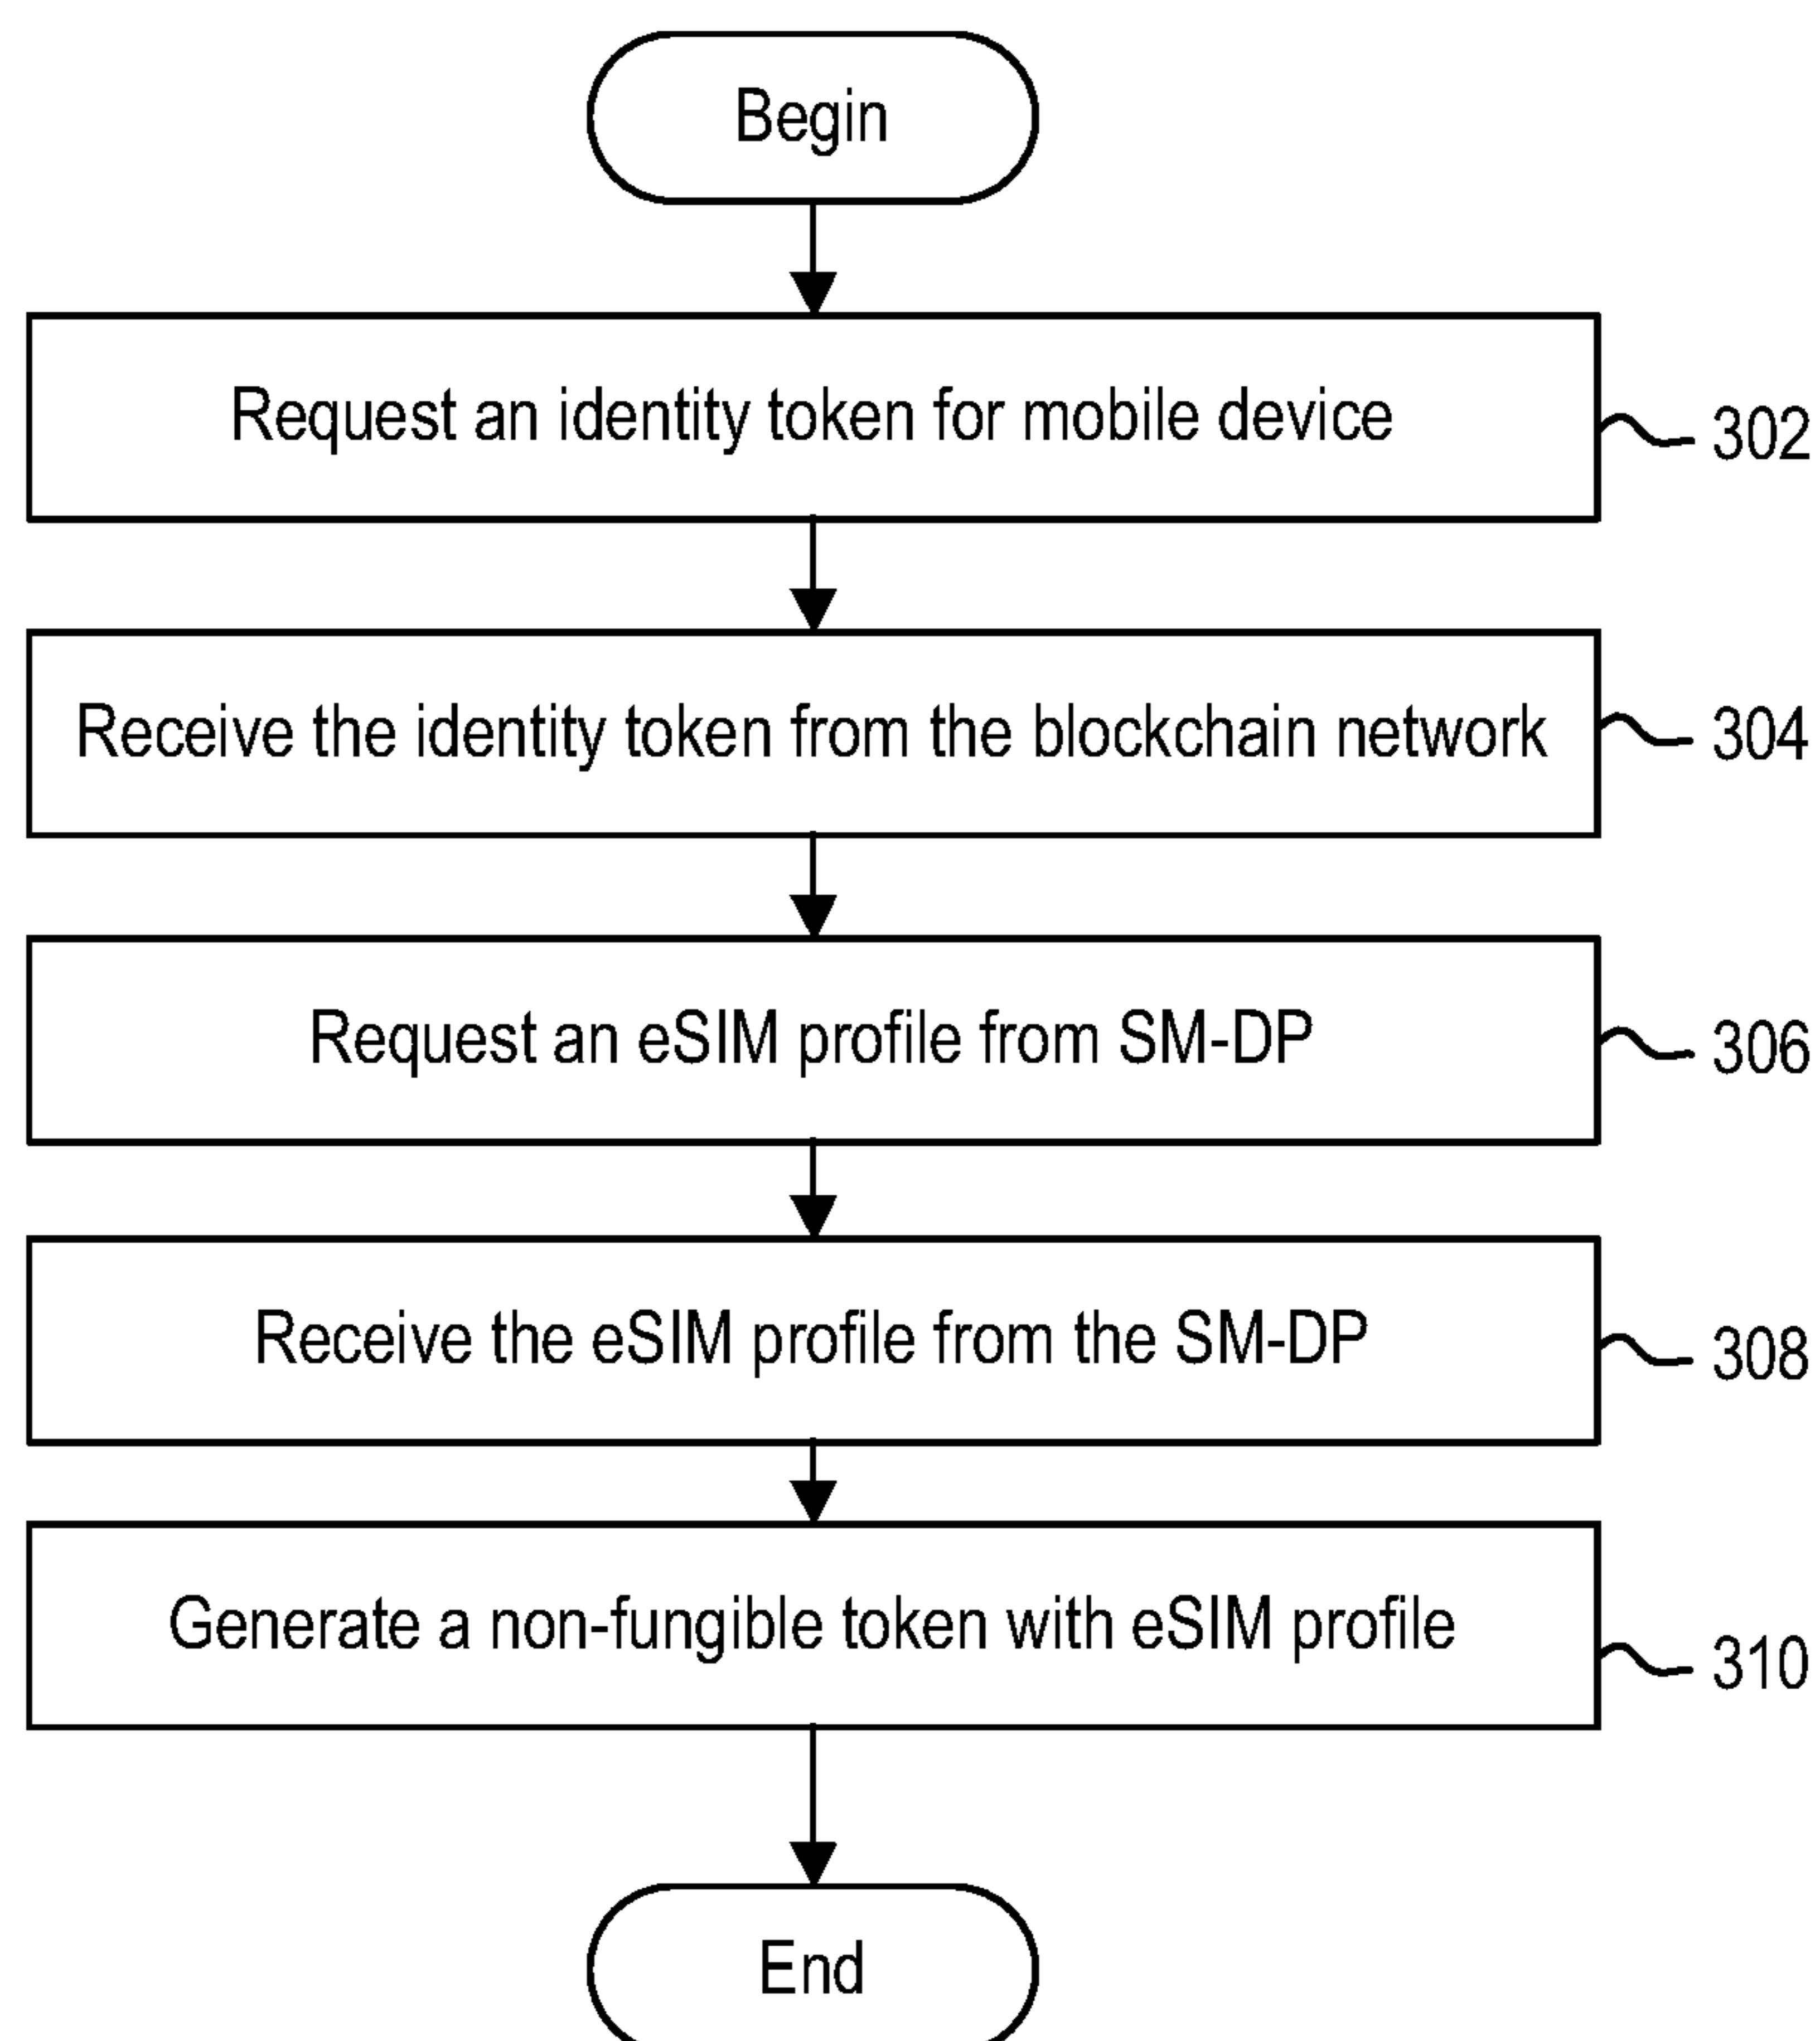 Begin
Request an identity token for mobile device
302
Receive the identity token from the blockchain network
304
Request an eSIM profile from SM-DP
306
Receive the eSIM profile from the SM-DP
308
Generate a non-fungible token with eSIM profile
310
End